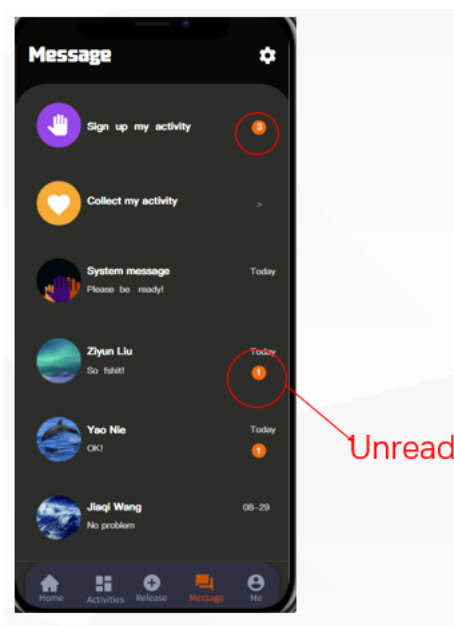 Message
Sign up my activity
3
Collect my activity
>
System message
Today
Please be ready!
Ziyun Liu
Today
So fshit!
1
Unread
Yao Nie
Today
OK!
1
Jiaqi Wang
08-29
No problem
Home
Activities
Release
Message
Me